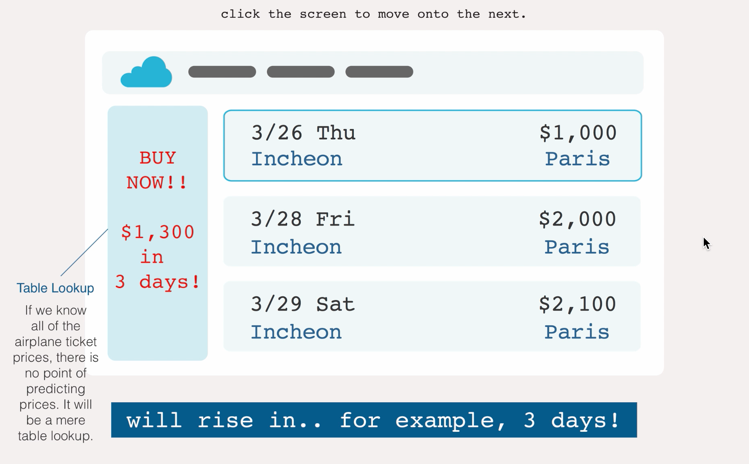 click the screen to move onto the next.
BUY
NOW!!
$1,300
in
3 days!
3/26 Thu $1,000
Incheon Paris
3/28 Fri $2,000
Incheon Paris
3/29 Sat $2,100
Incheon Paris
Table Lookup
If we know
all of the
airplane ticket
prices, there is
no point of
predicting
prices. It will
be a mere
table lookup.
will rise in.. for example, 3 days!